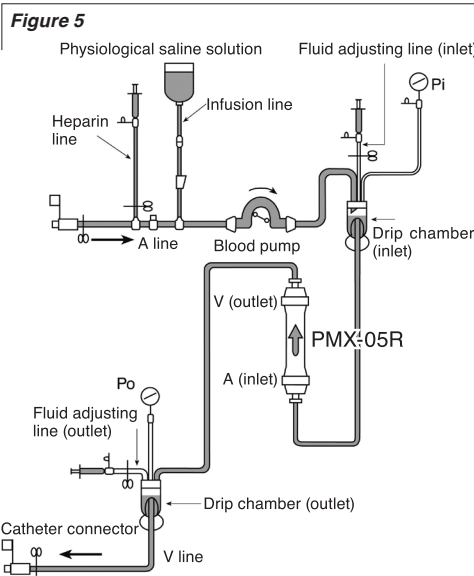 Figure 5
Physiological saline solution
Fluid adjusting line (inlet)
Pi
Infusion line
Heparin
line
A line
Blood pump
Drip chamber
(inlet)
V (outlet)
PMX-05R
A (inlet)
Po
Fluid adjusting
line (outlet)
Drip chamber (outlet)
Catheter connector
V line